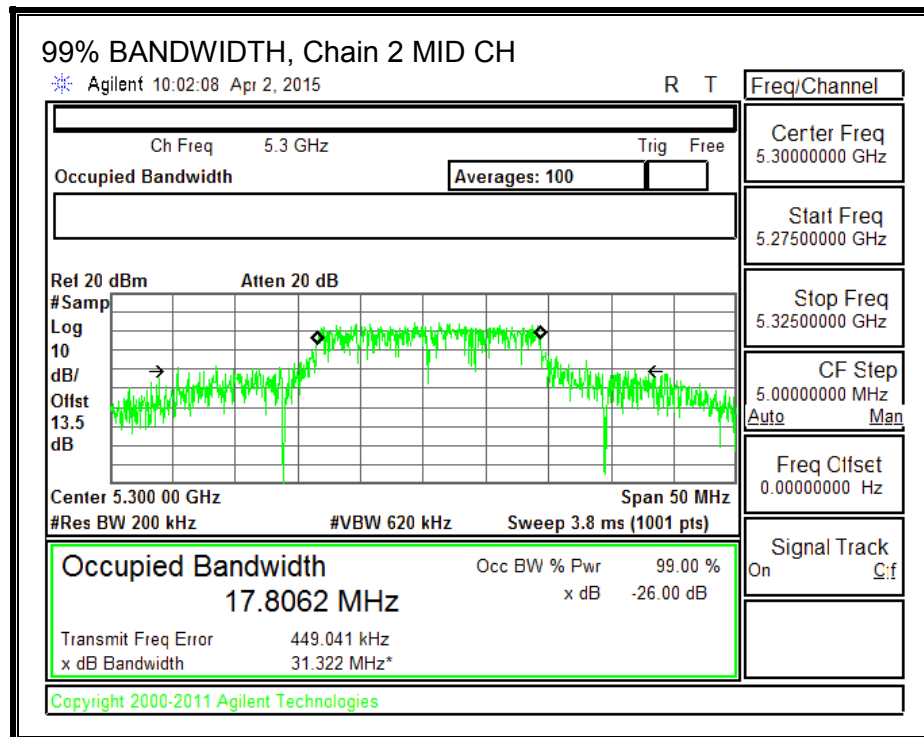 99% BANDWIDTH, Chain 2 MID CH
Agilent 10:02:08 Apr 2, 2015 R T
Freq/Channel
Ch Freq 5.3 GHz Trig Free
Occupied Bandwidth Averages: 100
Center Freq
5.30000000 GHz
Start Freq
5.27500000 GHz
Stop Freq
5.32500000 GHz
CF Step
5.00000000 MHz
Auto Man
Freq Offset
0.00000000 Hz
Signal Track
On Off
Ref 20 dBm Atten 20 dB
#Samp
Log
10
dB/
Offst
13.5
dB
Center 5.300 00 GHz Span 50 MHz
#Res BW 200 kHz #VBW 620 kHz Sweep 3.8 ms (1001 pts)
Occupied Bandwidth Occ BW % Pwr 99.00 %
17.8062 MHz x dB -26.00 dB
Transmit Freq Error 449.041 kHz
x dB Bandwidth 31.322 MHz*
Copyright 2000-2011 Agilent Technologies